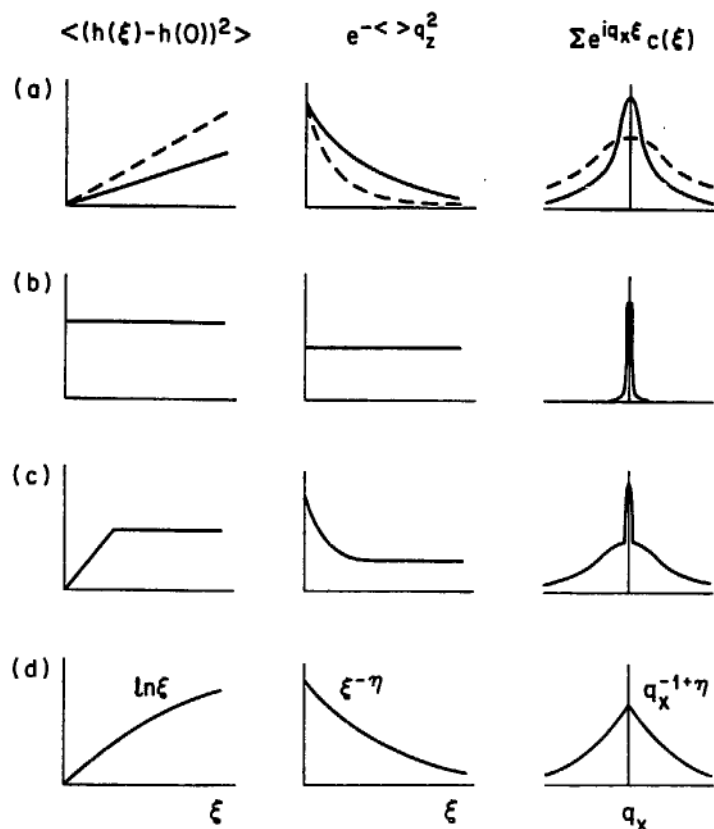 <(h(ξ)-h(0))²> e^{-< >q_z²} Σe^{iq_xξ}c(ξ)
(a)
(b)
(c)
(d) lnξ ξ^{-η} q_x^{-1+η}
ξ ξ q_x